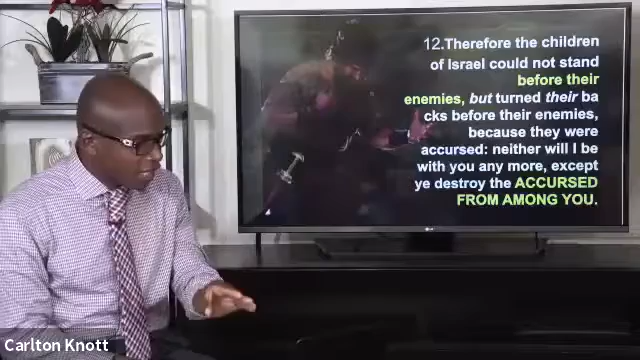 12.Therefore the children
of Israel could not stand
before their
enemies, but turned their ba
cks before their enemies,
because they were
accursed: neither will I be
with you any more, except
ye destroy the ACCURSED
FROM AMONG YOU.
LG
Carlton Knott